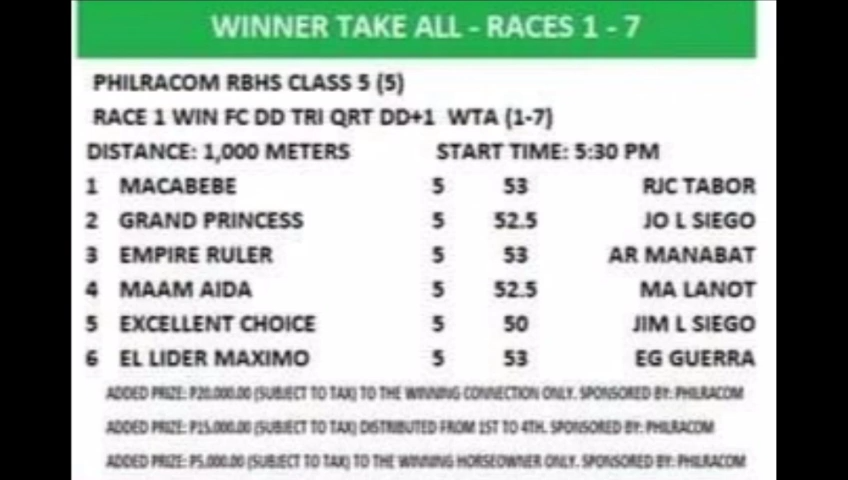 WINNER TAKE ALL - RACES 1 - 7
PHILRACOM RBHS CLASS 5 (5)
RACE 1 WIN FC DD TRI QRT DD+1 WTA (1-7)
DISTANCE: 1,000 METERS START TIME: 5:30 PM
1 MACABEBE 5 53 RJC TABOR
2 GRAND PRINCESS 5 52.5 JO L SIEGO
3 EMPIRE RULER 5 53 AR MANABAT
4 MAAM AIDA 5 52.5 MA LANOT
5 EXCELLENT CHOICE 5 50 JIM L SIEGO
6 EL LIDER MAXIMO 5 53 EG GUERRA
ADDED PRIZE: P20,000.00 (SUBJECT TO TAX) TO THE WINNING CONNECTION ONLY. SPONSORED BY: PHILRACOM
ADDED PRIZE: P15,000.00 (SUBJECT TO TAX) DISTRIBUTED FROM 1ST TO 4TH. SPONSORED BY: PHILRACOM
ADDED PRIZE: P5,000.00 (SUBJECT TO TAX) TO THE WINNING HORSEOWNER ONLY. SPONSORED BY: PHILRACOM